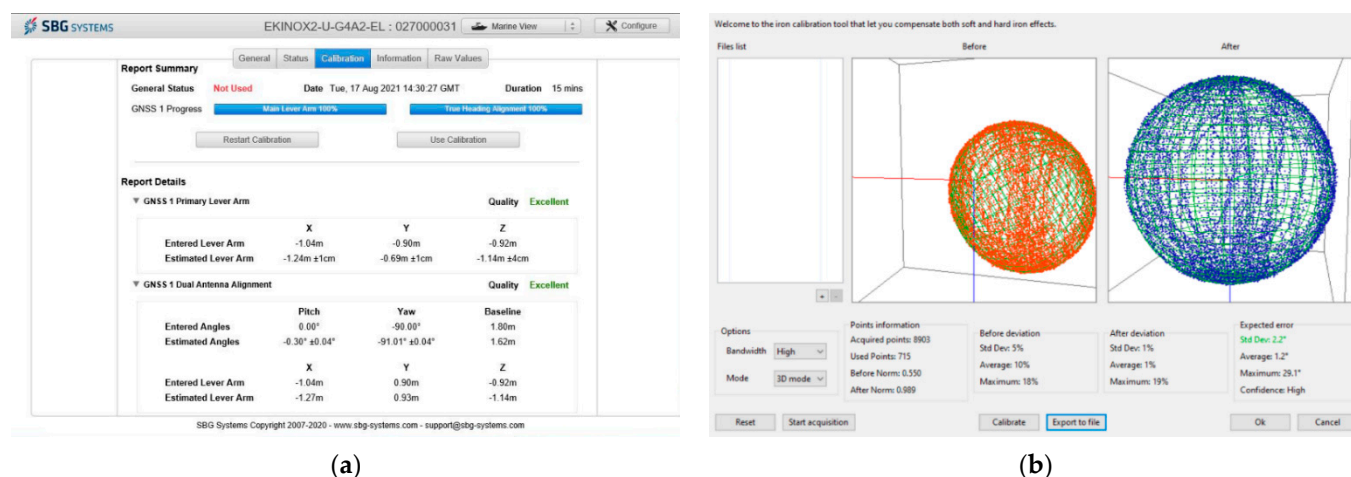 SBG SYSTEMS
EKINOX2-U-G4A2-EL : 027000031 Marine View Configure
General Status Calibration Information Raw Values
Report Summary
General Status Not Used Date Tue, 17 Aug 2021 14:30:27 GMT Duration 15 mins
GNSS 1 Progress Main Lever Arm 100% True Heading Alignment 100%
Restart Calibration Use Calibration
Report Details
GNSS 1 Primary Lever Arm Quality Excellent
X Y Z
Entered Lever Arm -1.04m -0.90m -0.92m
Estimated Lever Arm -1.24m ±1cm -0.69m ±1cm -1.14m ±4cm
GNSS 1 Dual Antenna Alignment Quality Excellent
Pitch Yaw Baseline
Entered Angles 0.00° -90.00° 1.80m
Estimated Angles -0.30° ±0.04° -91.01° ±0.04° 1.62m
X Y Z
Entered Lever Arm -1.04m 0.90m -0.92m
Estimated Lever Arm -1.27m 0.93m -1.14m
SBG Systems Copyright 2007-2020 - www.sbg-systems.com - support@sbg-systems.com
(a)
Welcome to the iron calibration tool that let you compensate both soft and hard iron effects.
Files list Before After
+ -
Options
Bandwidth High
Mode 3D mode
Points information
Acquired points: 8903
Used Points: 715
Before Norm: 0.550
After Norm: 0.989
Before deviation
Std Dev: 5%
Average: 10%
Maximum: 18%
After deviation
Std Dev: 1%
Average: 1%
Maximum: 19%
Expected error
Std Dev: 2.2°
Average: 1.2°
Maximum: 29.1°
Confidence: High
Reset Start acquisition Calibrate Export to file Ok Cancel
(b)